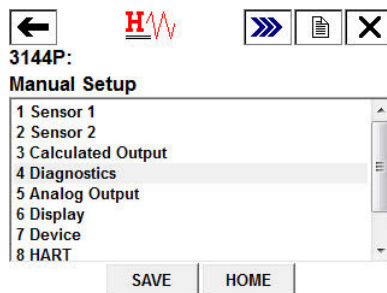 H
3144P:
Manual Setup
1 Sensor 1
2 Sensor 2
3 Calculated Output
4 Diagnostics
5 Analog Output
6 Display
7 Device
8 HART
SAVE HOME